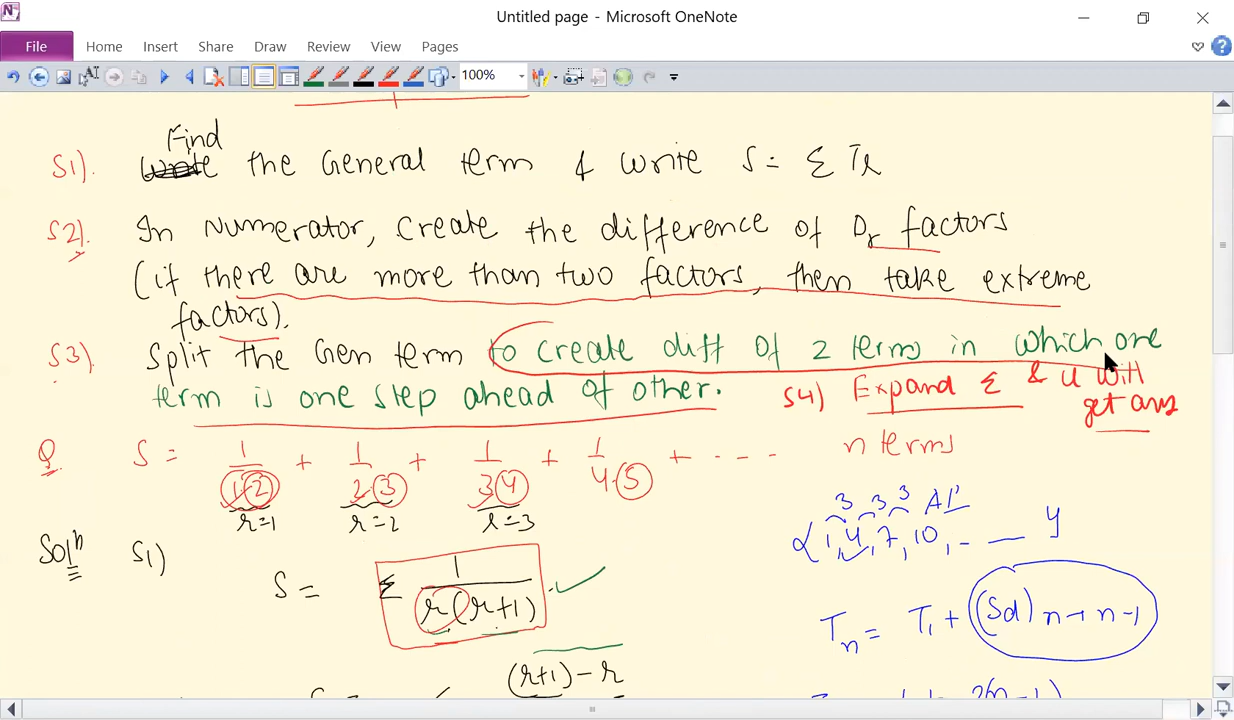 Untitled page - Microsoft OneNote
File Home Insert Share Draw Review View Pages
100%
Find
S1). the General term & write S = Σ Tr
S2). In Numerator, create the difference of Dr factors
(if there are more than two factors, then take extreme
factors).
S3). Split the Gen term to create diff of 2 terms in which one
term is one step ahead of other. S4) Expand Σ & u will
get ans
Q. S = 1/(1·2) + 1/(2·3) + 1/(3·4) + 1/(4·5) + - - - - n terms
r=1 r=2 r=3
3 3 3 AP
{1, 4, 7, 10, - — }
Solⁿ S1)
S = Σ 1/(r(r+1))
Tn = T1 + (Sd) n→n-1
(r+1) - r